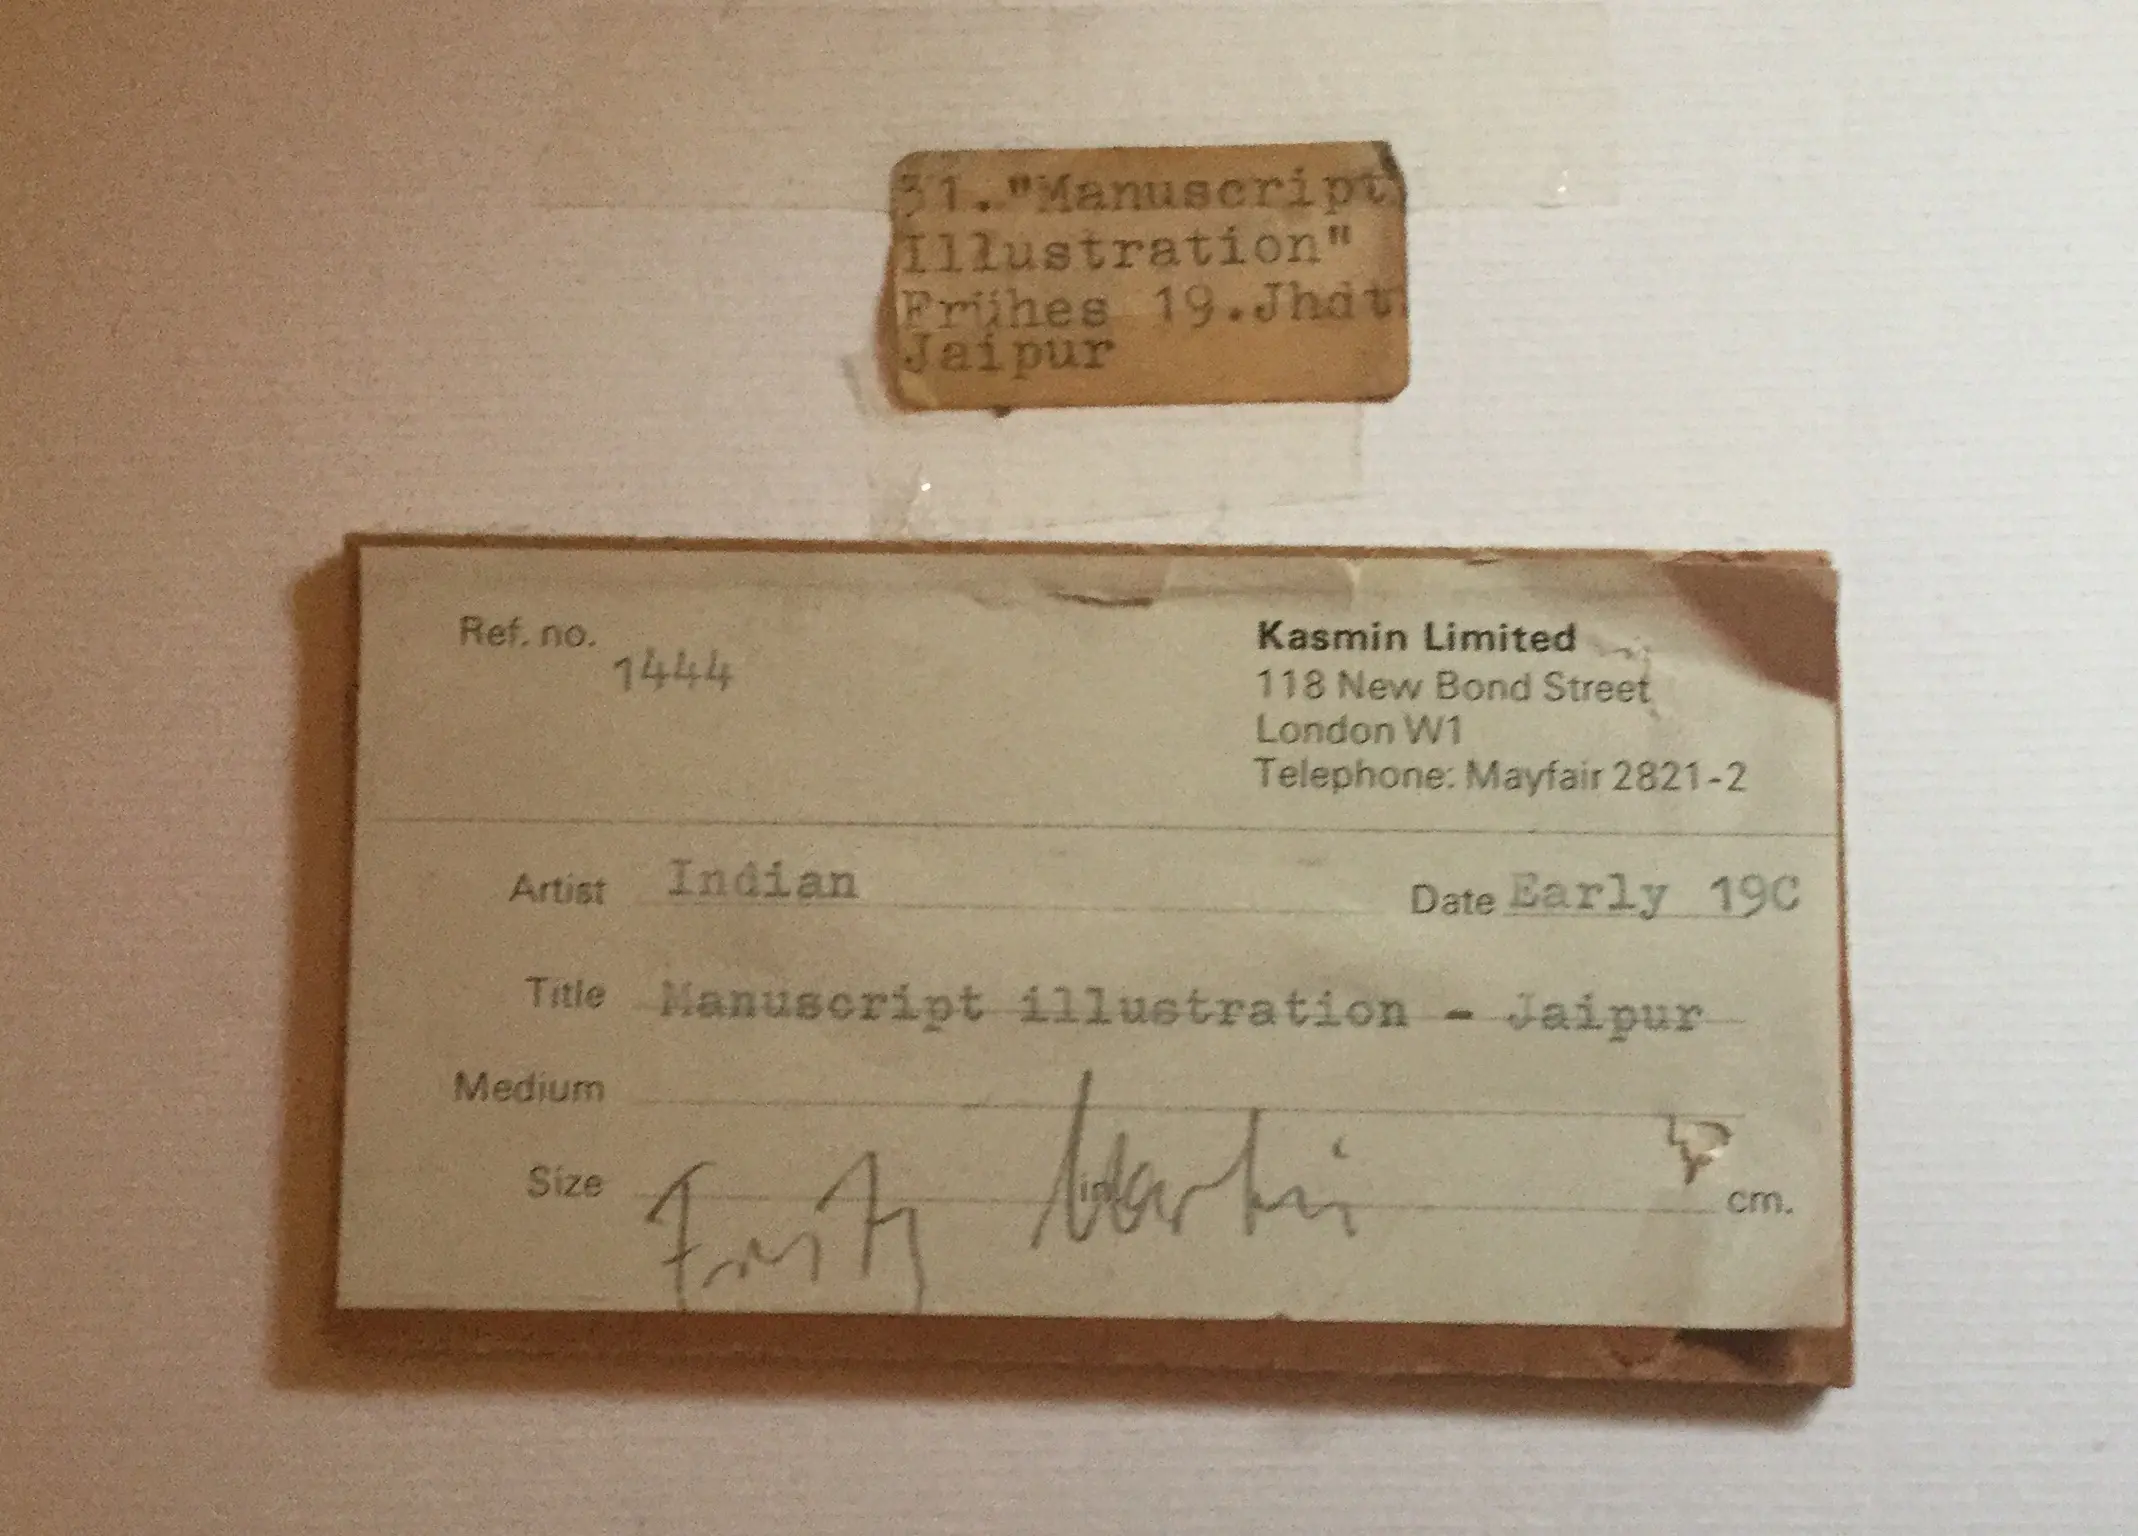 31. "Manuscript
Illustration"
Frühes 19.Jhdt.
Jaipur
Ref. no. 1444
Kasmin Limited
118 New Bond Street
London W1
Telephone: Mayfair 2821-2
Artist Indian Date Early 19C
Title Manuscript illustration - Jaipur
Medium
Size cm.